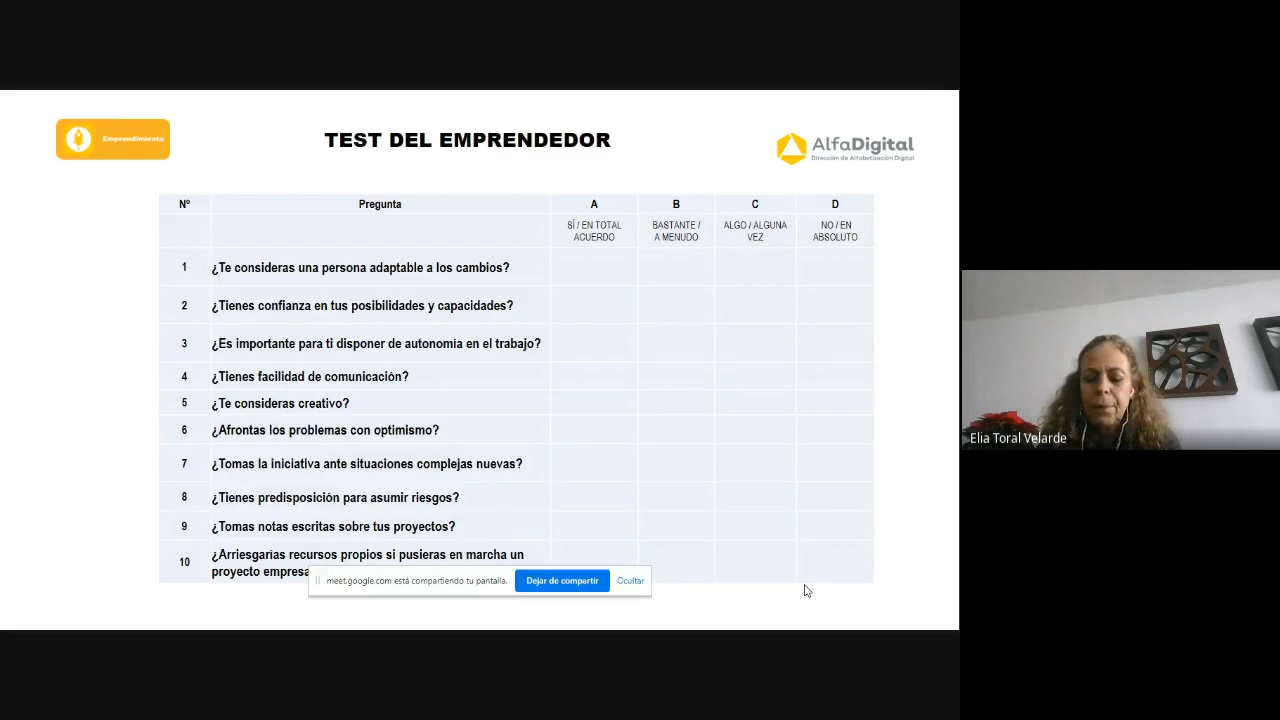 Emprendimiento
TEST DEL EMPRENDEDOR
AlfaDigital
Dirección de Alfabetización Digital
Nº Pregunta A B C D
SÍ / EN TOTAL ACUERDO BASTANTE / A MENUDO ALGO / ALGUNA VEZ NO / EN ABSOLUTO
1 ¿Te consideras una persona adaptable a los cambios?
2 ¿Tienes confianza en tus posibilidades y capacidades?
3 ¿Es importante para ti disponer de autonomía en el trabajo?
4 ¿Tienes facilidad de comunicación?
5 ¿Te consideras creativo?
6 ¿Afrontas los problemas con optimismo?
7 ¿Tomas la iniciativa ante situaciones complejas nuevas?
8 ¿Tienes predisposición para asumir riesgos?
9 ¿Tomas notas escritas sobre tus proyectos?
10 ¿Arriesgarías recursos propios si pusieras en marcha un
proyecto
meet.google.com está compartiendo tu pantalla. Dejar de compartir Ocultar
Elia Toral Velarde